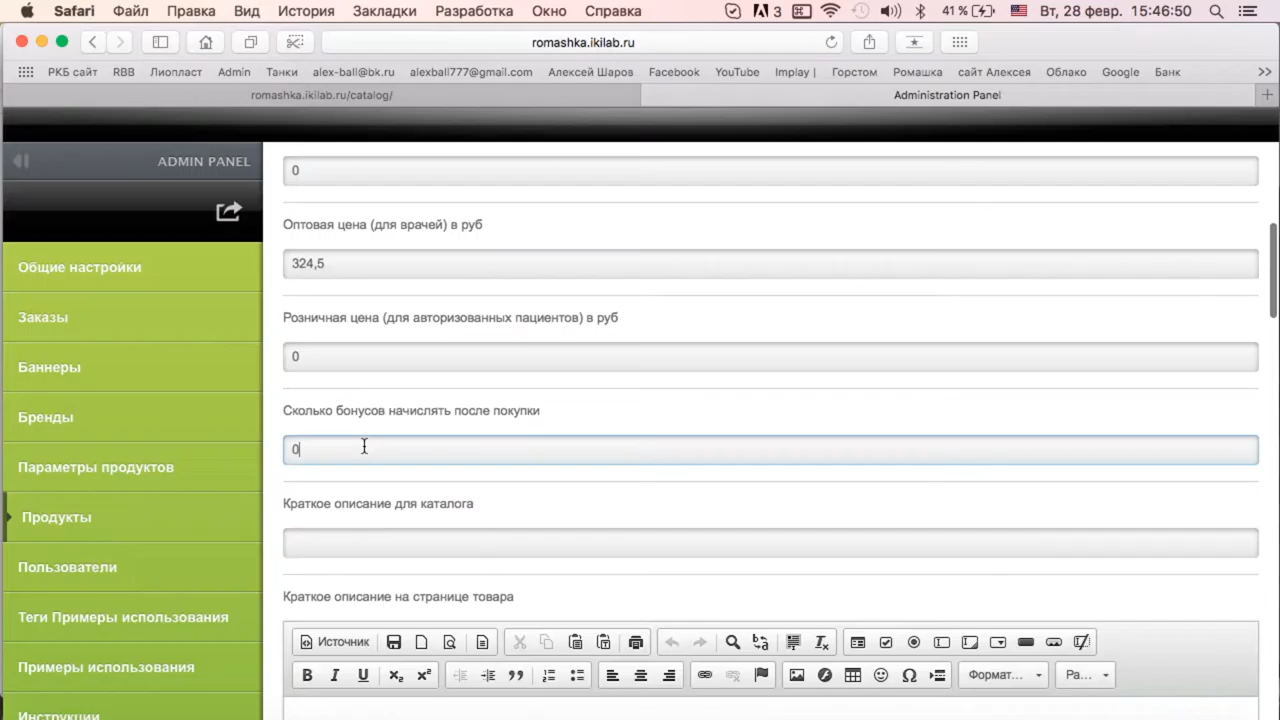 Safari Файл Правка Вид История Закладки Разработка Окно Справка 3 41 % Вт, 28 февр. 15:46:50
romashka.ikilab.ru
РКБ сайт RBB Лиопласт Admin Танки alex-ball@bk.ru alexball777@gmail.com Алексей Шаров Facebook YouTube Implay | Горстом Ромашка сайт Алексея Облако Google Банк >>
romashka.ikilab.ru/catalog/ Administration Panel +
ADMIN PANEL
Общие настройки
Заказы
Баннеры
Бренды
Параметры продуктов
Продукты
Пользователи
Теги Примеры использования
Примеры использования
Инструкции
0
Оптовая цена (для врачей) в руб
324,5
Розничная цена (для авторизованных пациентов) в руб
0
Сколько бонусов начислять после покупки
0
Краткое описание для каталога
Краткое описание на странице товара
Источник
B I U x₂ x² Формат... Ра...